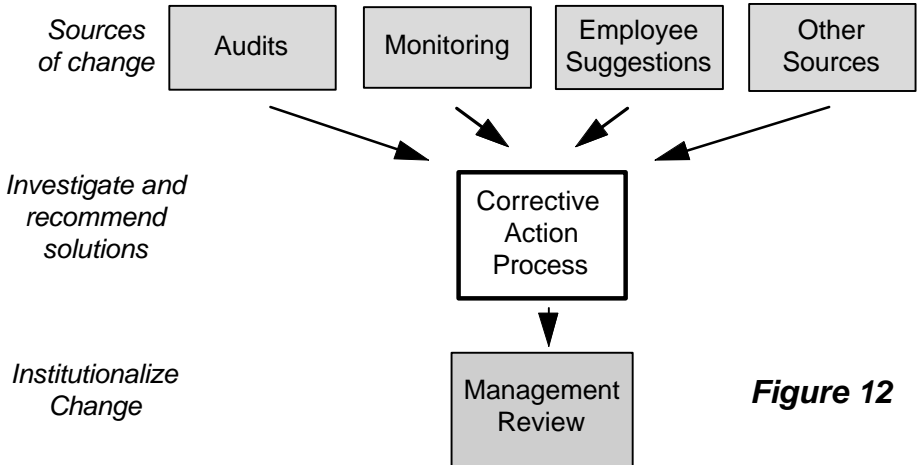 Sources
of change
Audits
Monitoring
Employee
Suggestions
Other
Sources
Investigate and
recommend
solutions
Corrective
Action
Process
Institutionalize
Change
Management
Review
Figure 12